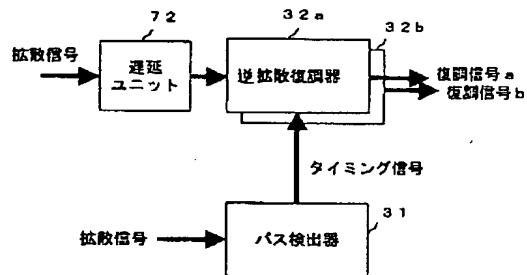 ７２
３２ａ
３２ｂ
拡散信号
遅延
ユニット
逆拡散復調器
復調信号ａ
復調信号ｂ
タイミング信号
３１
拡散信号
パス検出器